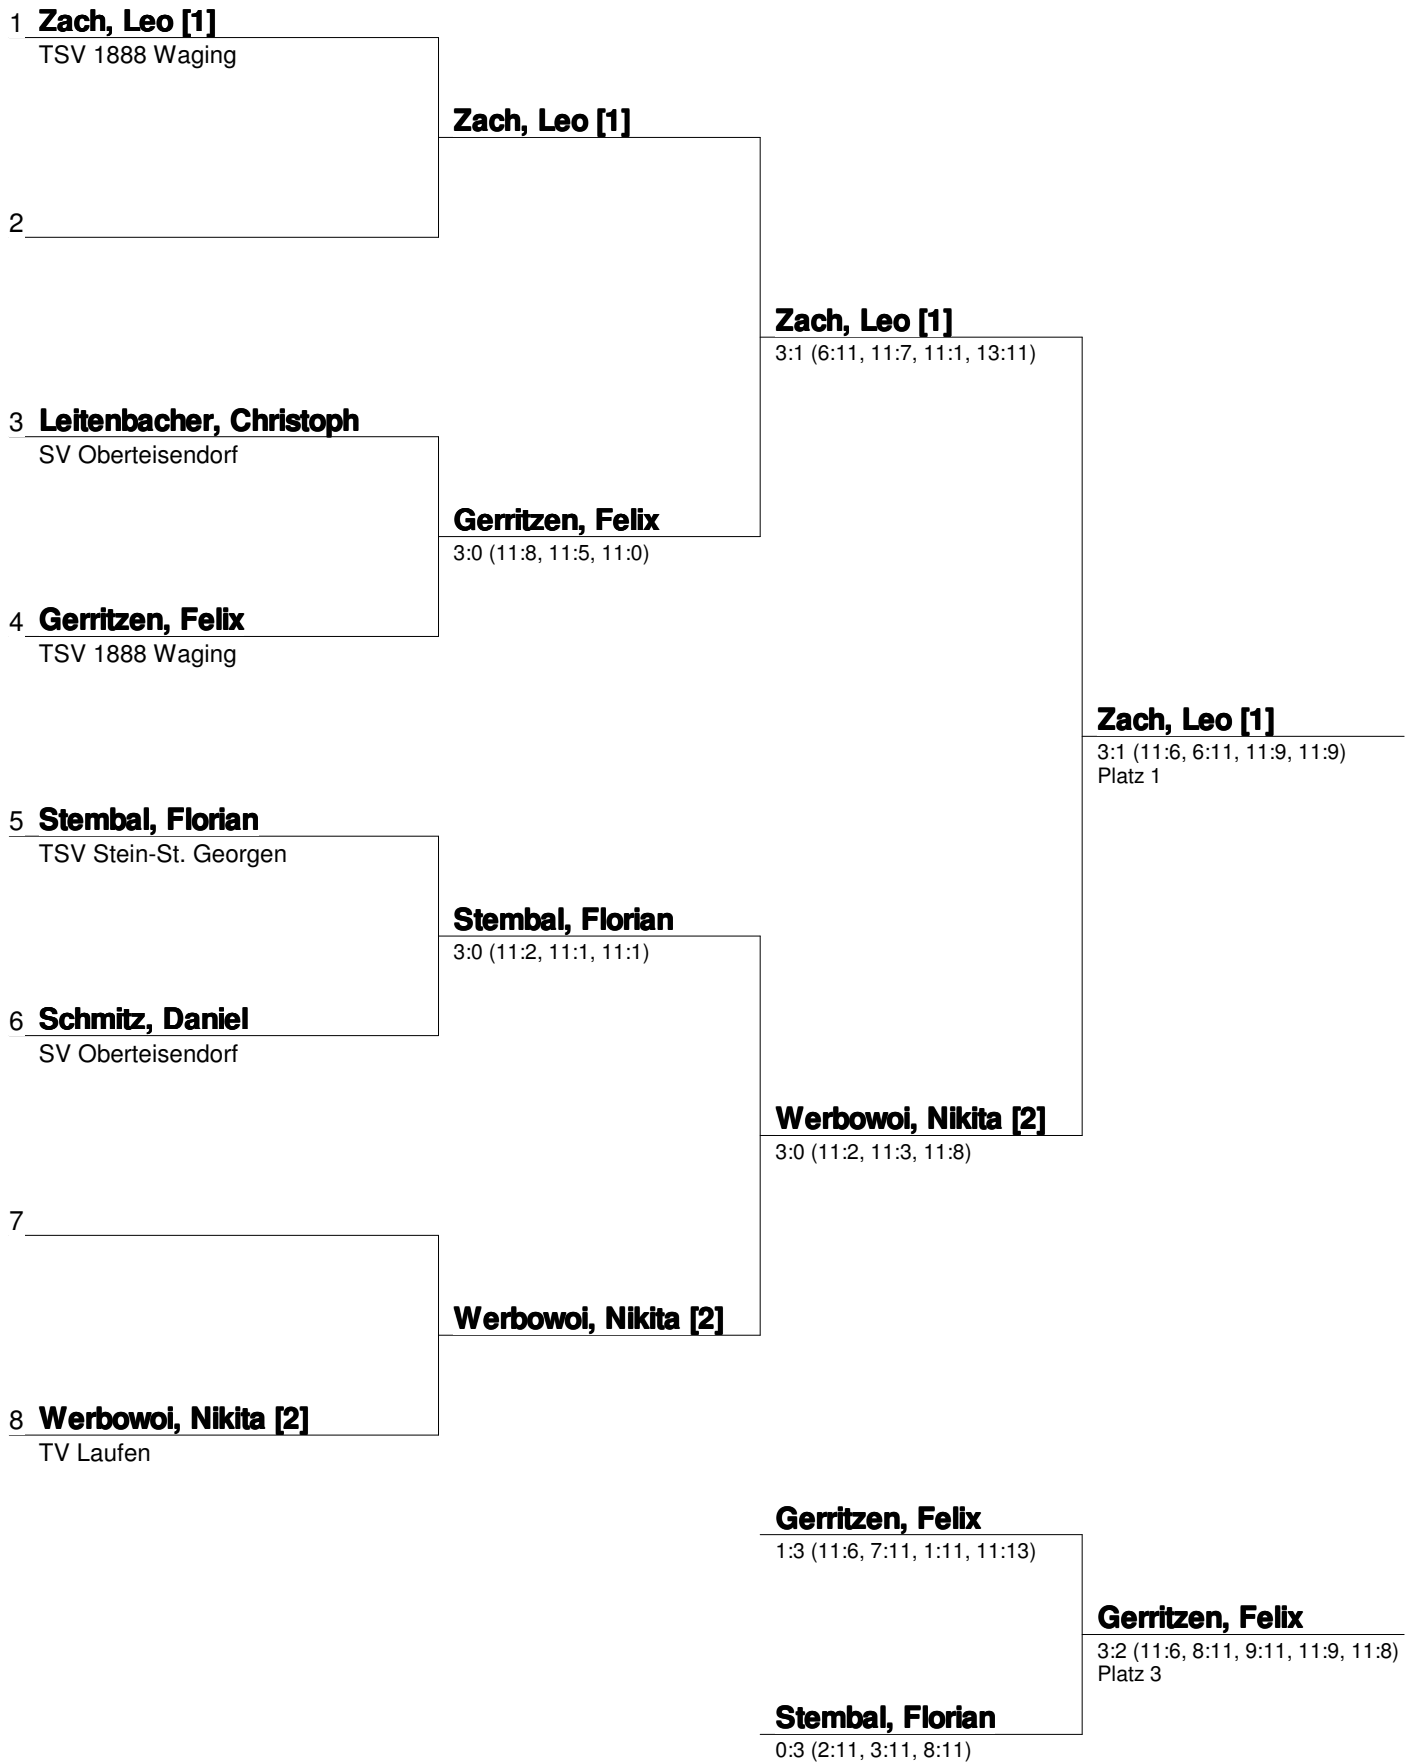 1 Zach, Leo [1]
TSV 1888 Waging
Zach, Leo [1]
2
Zach, Leo [1]
3:1 (6:11, 11:7, 11:1, 13:11)
3 Leitenbacher, Christoph
SV Oberteisendorf
Gerritzen, Felix
3:0 (11:8, 11:5, 11:0)
4 Gerritzen, Felix
TSV 1888 Waging
Zach, Leo [1]
3:1 (11:6, 6:11, 11:9, 11:9)
Platz 1
5 Stembal, Florian
TSV Stein-St. Georgen
Stembal, Florian
3:0 (11:2, 11:1, 11:1)
6 Schmitz, Daniel
SV Oberteisendorf
Werbowoi, Nikita [2]
3:0 (11:2, 11:3, 11:8)
7
Werbowoi, Nikita [2]
8 Werbowoi, Nikita [2]
TV Laufen
Gerritzen, Felix
1:3 (11:6, 7:11, 1:11, 11:13)
Gerritzen, Felix
3:2 (11:6, 8:11, 9:11, 11:9, 11:8)
Platz 3
Stembal, Florian
0:3 (2:11, 3:11, 8:11)